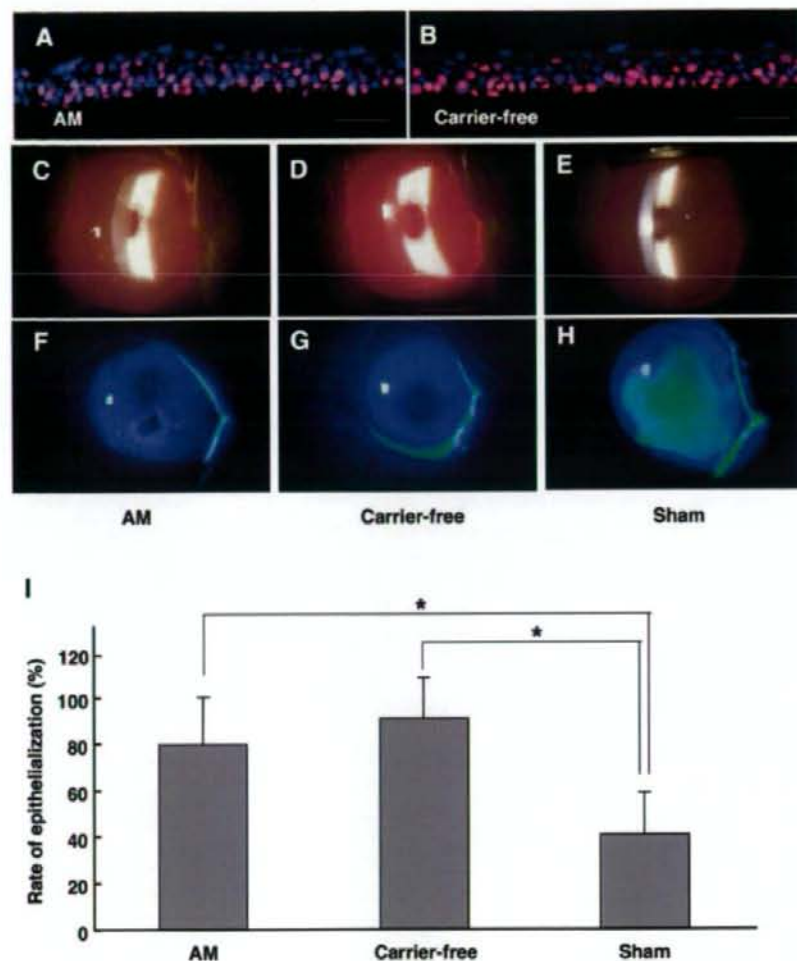 A
B
AM
Carrier-free
C
D
E
F
G
H
AM
Carrier-free
Sham
I
*
*
Rate of epithelialization (%)
120
100
80
60
40
20
0
AM
Carrier-free
Sham